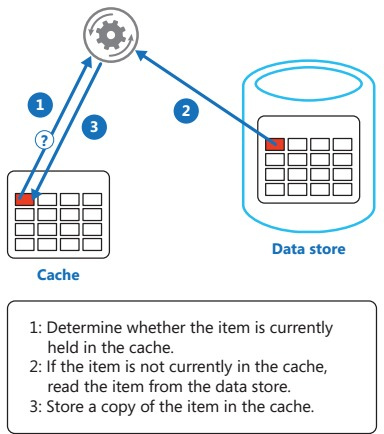 1
?
3
2
Data store
Cache
1: Determine whether the item is currently
held in the cache.
2: If the item is not currently in the cache,
read the item from the data store.
3: Store a copy of the item in the cache.